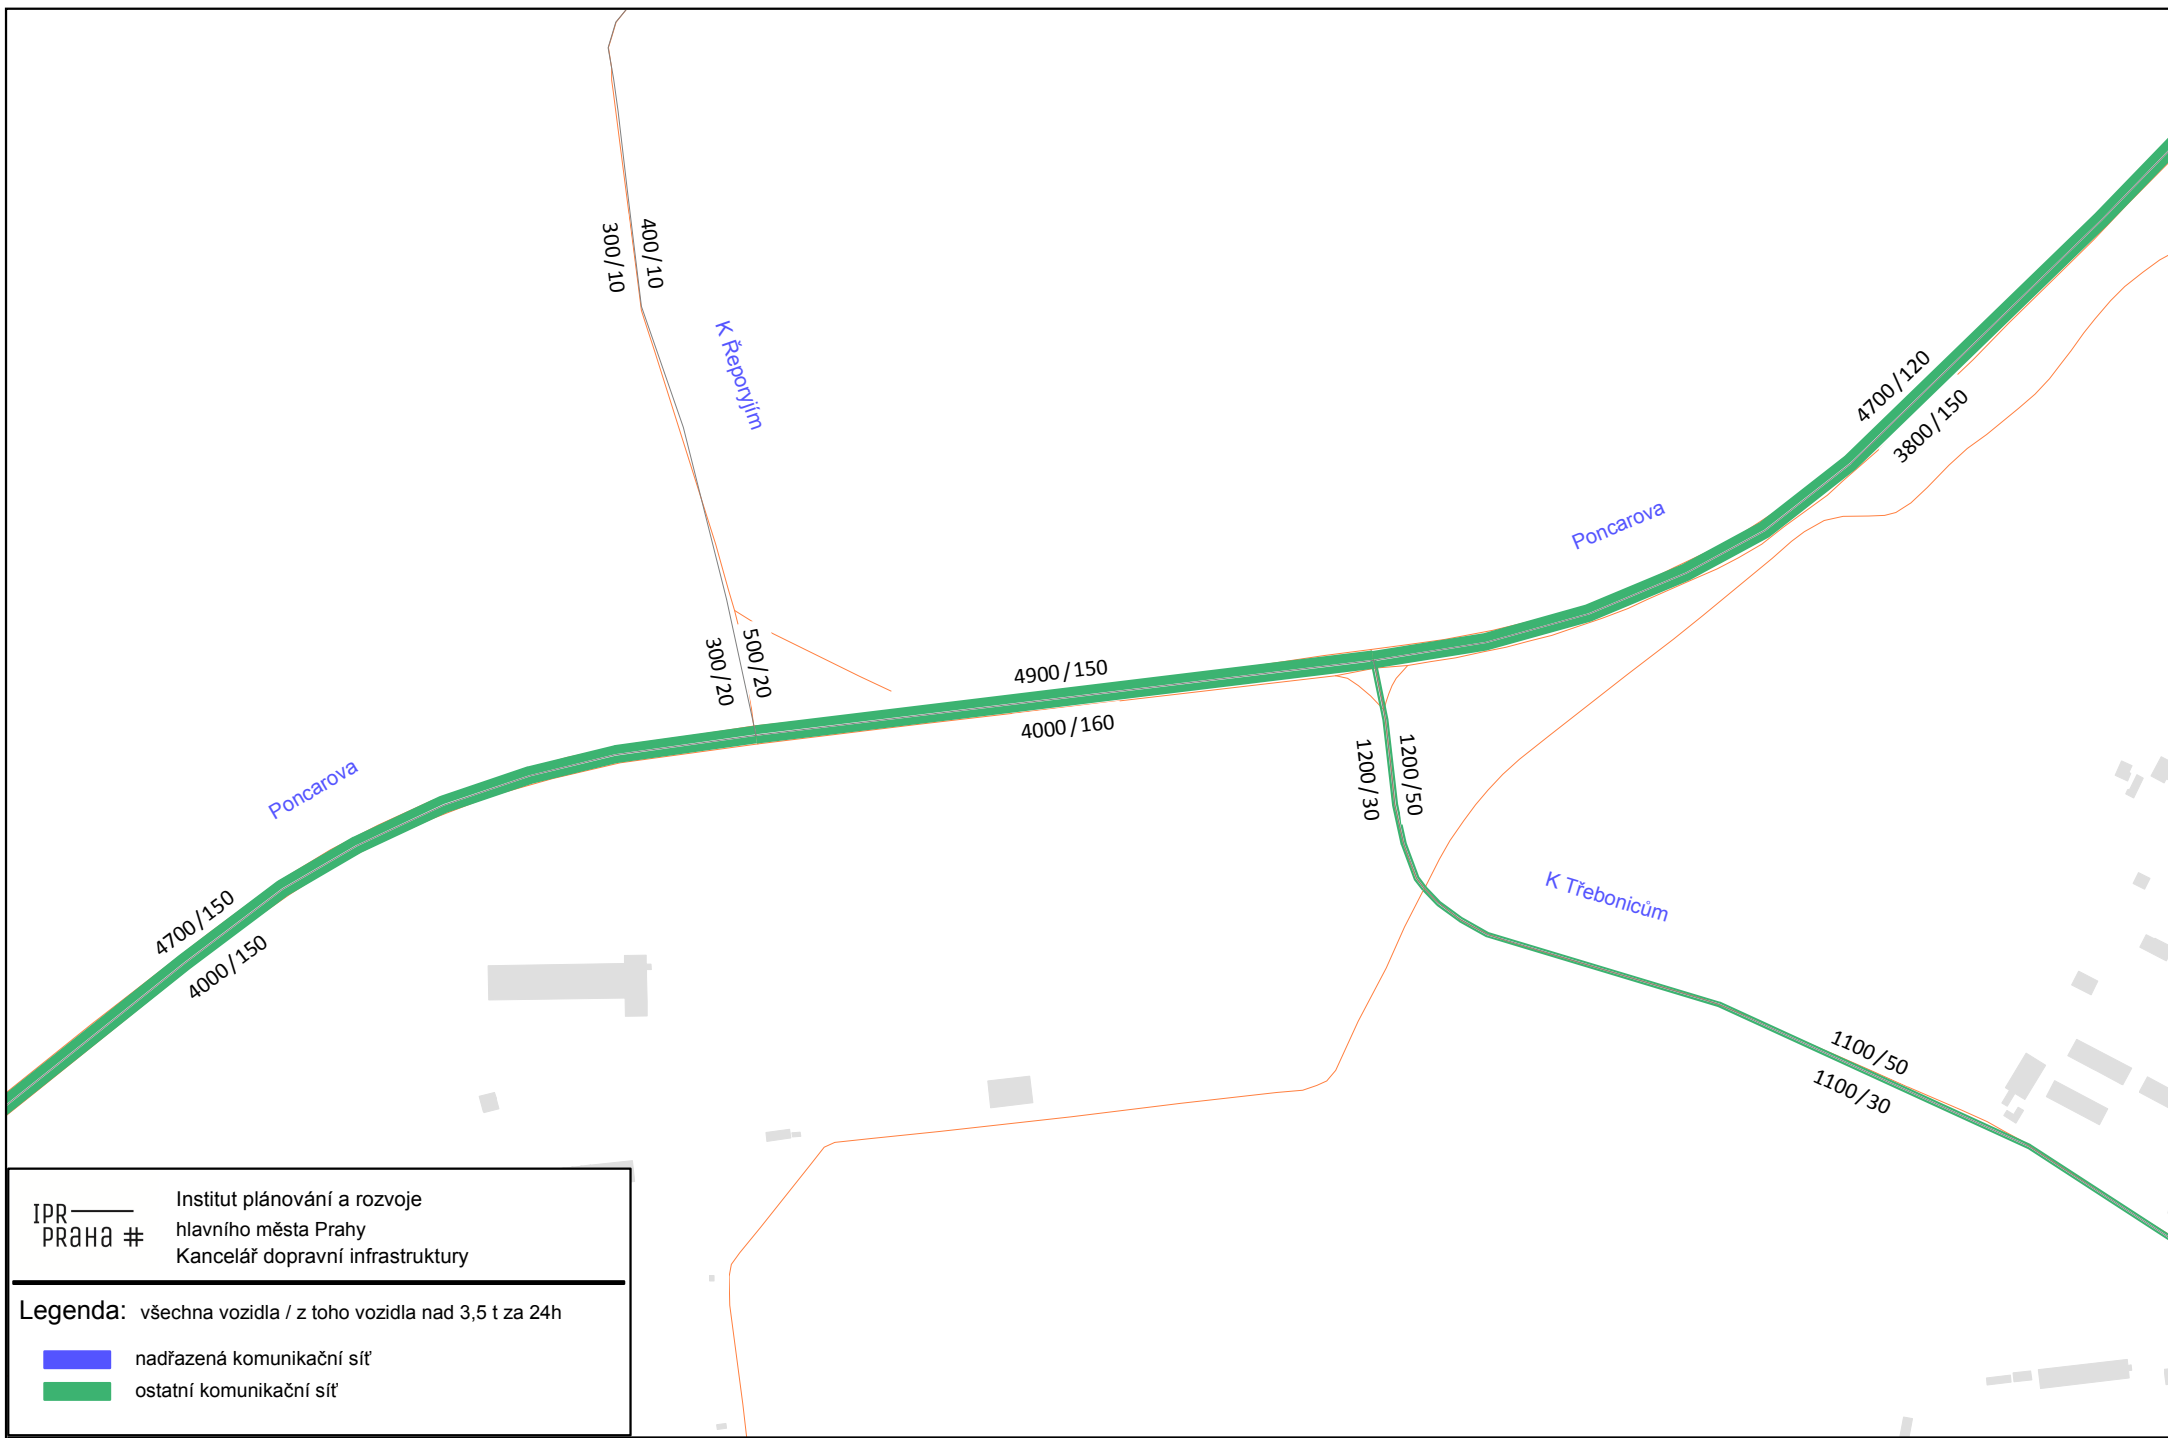 400/10
300/10
K Řeporyjím
4700/120
3800/150
Poncarova
500/20
300/20
4900/150
4000/160
1200/50
1200/30
Poncarova
K Třebonicům
4700/150
4000/150
1100/50
1100/30
IPR
PRAHA #
Institut plánování a rozvoje
hlavního města Prahy
Kancelář dopravní infrastruktury
Legenda: všechna vozidla / z toho vozidla nad 3,5 t za 24h
nadřazená komunikační síť
ostatní komunikační síť